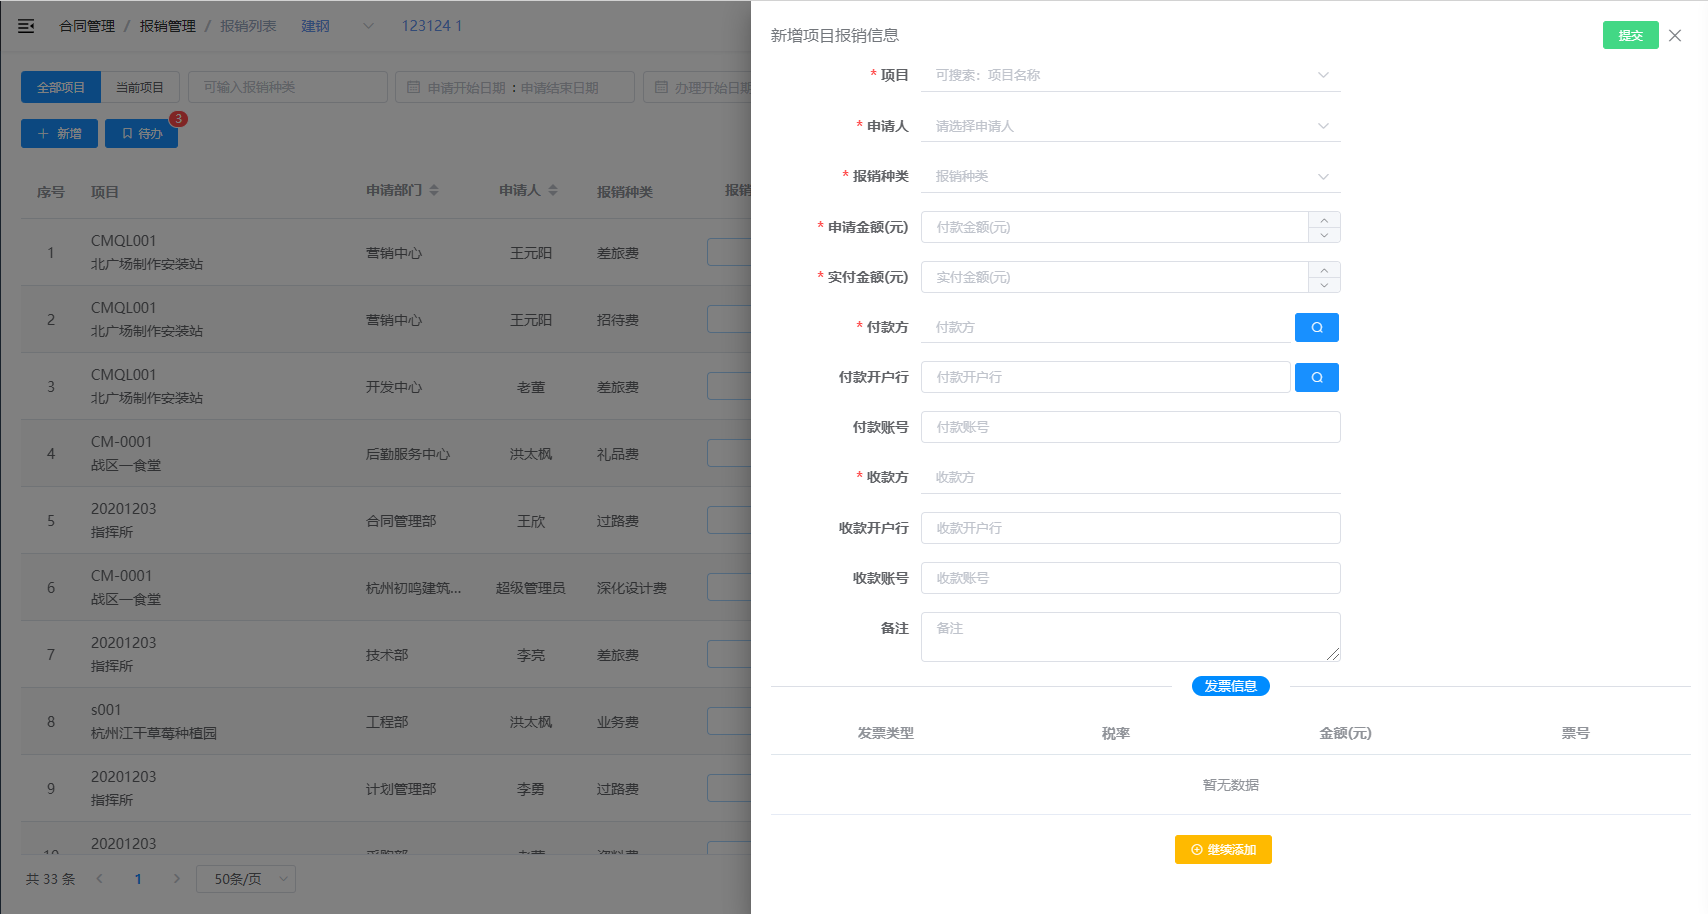 合同管理 / 报销管理 / 报销列表 建钢 123124 1
全部项目 当前项目 可输入报销种类 申请开始日期 : 申请结束日期 办理开始日期
新增 待办 3
序号 项目 申请部门 申请人 报销种类 报销
1 CMQL001 北广场制作安装站 营销中心 王元阳 差旅费
2 CMQL001 北广场制作安装站 营销中心 王元阳 招待费
3 CMQL001 北广场制作安装站 开发中心 老董 差旅费
4 CM-0001 战区一食堂 后勤服务中心 洪太枫 礼品费
5 20201203 指挥所 合同管理部 王欣 过路费
6 CM-0001 战区一食堂 杭州初鸣建筑... 超级管理员 深化设计费
7 20201203 指挥所 技术部 李亮 差旅费
8 s001 杭州江干草莓种植园 工程部 洪太枫 业务费
9 20201203 指挥所 计划管理部 李勇 过路费
20201203
共 33 条 1 50条/页
新增项目报销信息 提交
* 项目 可搜索：项目名称
* 申请人 请选择申请人
* 报销种类 报销种类
* 申请金额(元) 付款金额(元)
* 实付金额(元) 实付金额(元)
* 付款方 付款方
付款开户行 付款开户行
付款账号 付款账号
* 收款方 收款方
收款开户行 收款开户行
收款账号 收款账号
备注 备注
发票信息
发票类型 税率 金额(元) 票号
暂无数据
继续添加